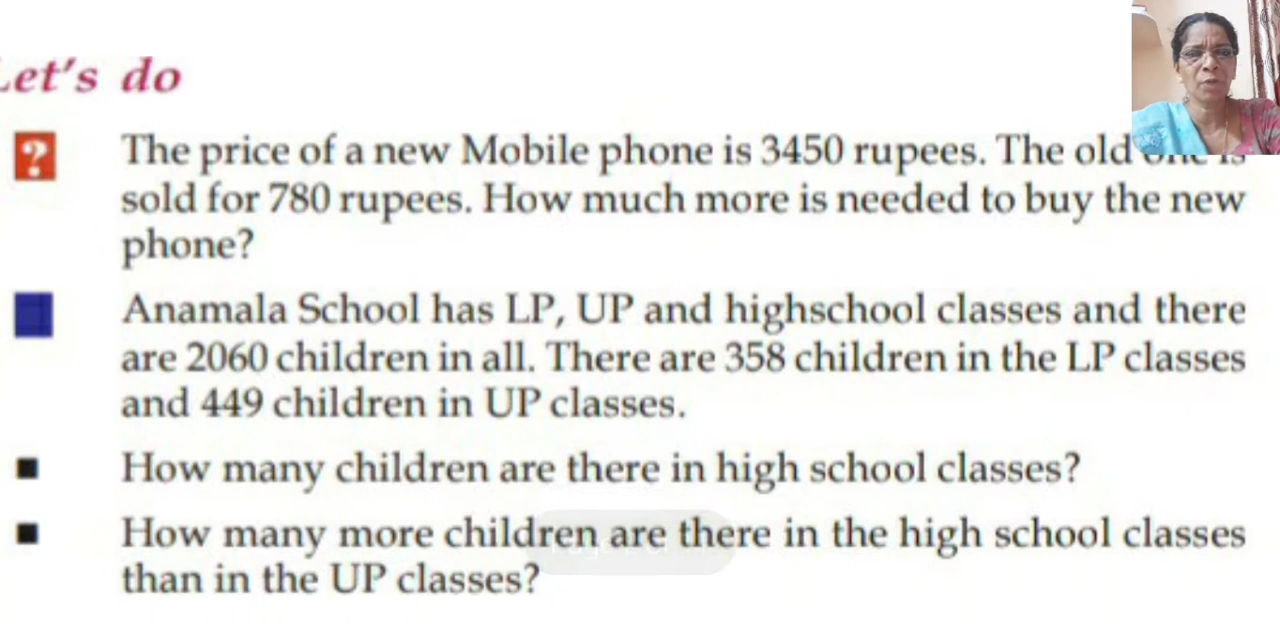 Let's do
? The price of a new Mobile phone is 3450 rupees. The old one is
sold for 780 rupees. How much more is needed to buy the new
phone?
Anamala School has LP, UP and highschool classes and there
are 2060 children in all. There are 358 children in the LP classes
and 449 children in UP classes.
How many children are there in high school classes?
How many more children are there in the high school classes
than in the UP classes?